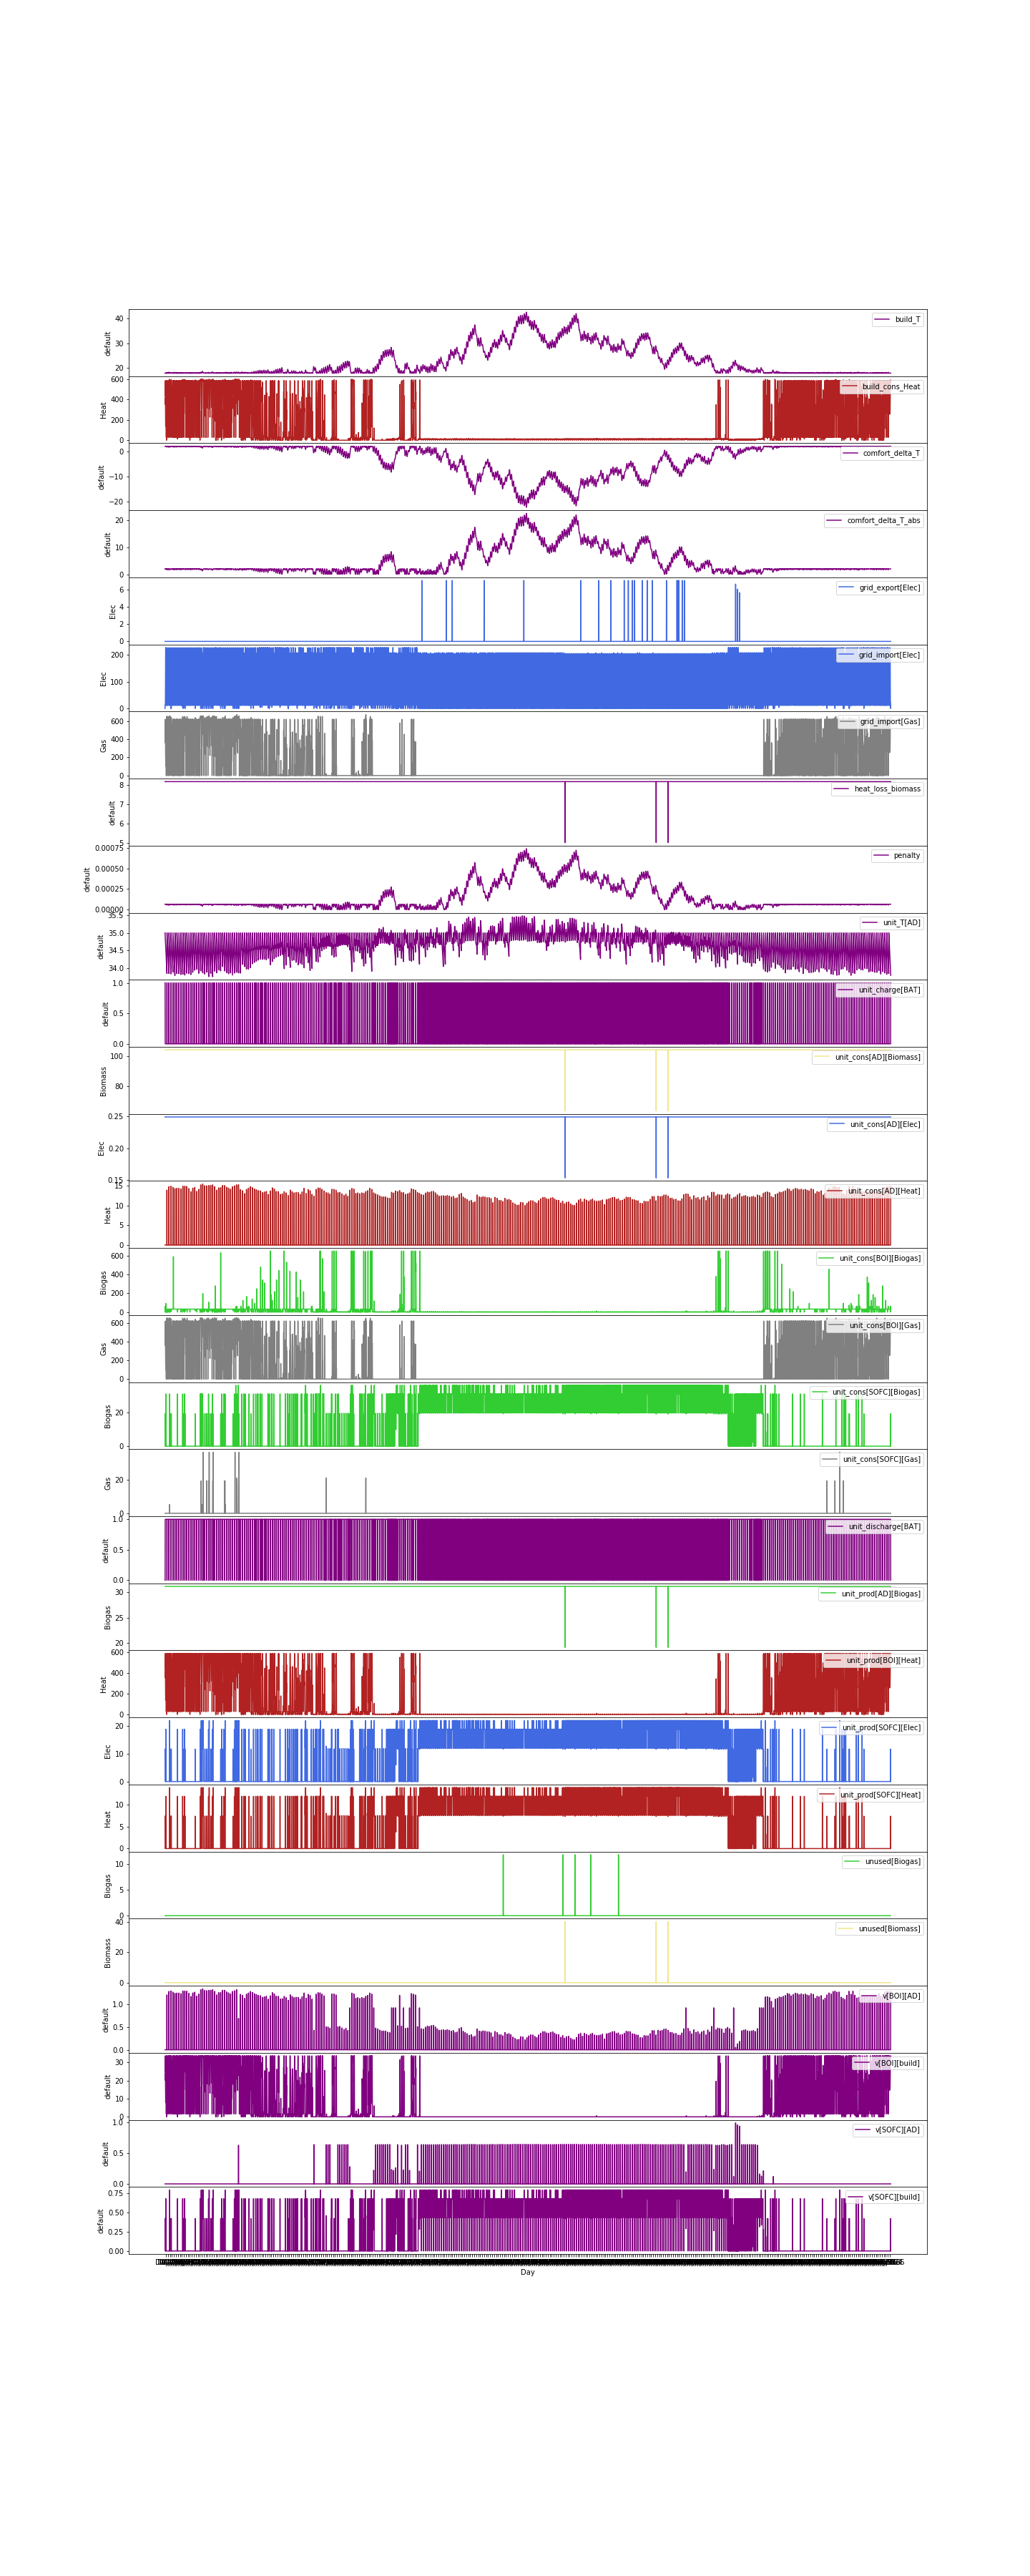 build_T
40
30
20
default
build_cons_Heat
600
400
200
0
Heat
comfort_delta_T
0
−10
−20
default
comfort_delta_T_abs
20
10
0
default
grid_export[Elec]
6
4
2
0
Elec
grid_import[Elec]
200
100
0
Elec
grid_import[Gas]
600
400
200
0
Gas
heat_loss_biomass
8
7
6
5
default
penalty
0.00075
0.00050
0.00025
0.00000
default
unit_T[AD]
35.5
35.0
34.5
34.0
default
unit_charge[BAT]
1.0
0.5
0.0
default
unit_cons[AD][Biomass]
100
80
Biomass
unit_cons[AD][Elec]
0.25
0.20
0.15
Elec
unit_cons[AD][Heat]
15
10
5
0
Heat
unit_cons[BOI][Biogas]
600
400
200
0
Biogas
unit_cons[BOI][Gas]
600
400
200
0
Gas
unit_cons[SOFC][Biogas]
20
0
Biogas
unit_cons[SOFC][Gas]
20
0
Gas
unit_discharge[BAT]
1.0
0.5
0.0
default
unit_prod[AD][Biogas]
30
25
20
Biogas
unit_prod[BOI][Heat]
600
400
200
0
Heat
unit_prod[SOFC][Elec]
20
10
0
Elec
unit_prod[SOFC][Heat]
10
5
0
Heat
unused[Biogas]
10
5
0
Biogas
unused[Biomass]
40
20
0
Biomass
v[BOI][AD]
1.0
0.5
0.0
default
v[BOI][build]
30
20
10
0
default
v[SOFC][AD]
1.0
0.5
0.0
default
v[SOFC][build]
0.75
0.50
0.25
0.00
default
Day